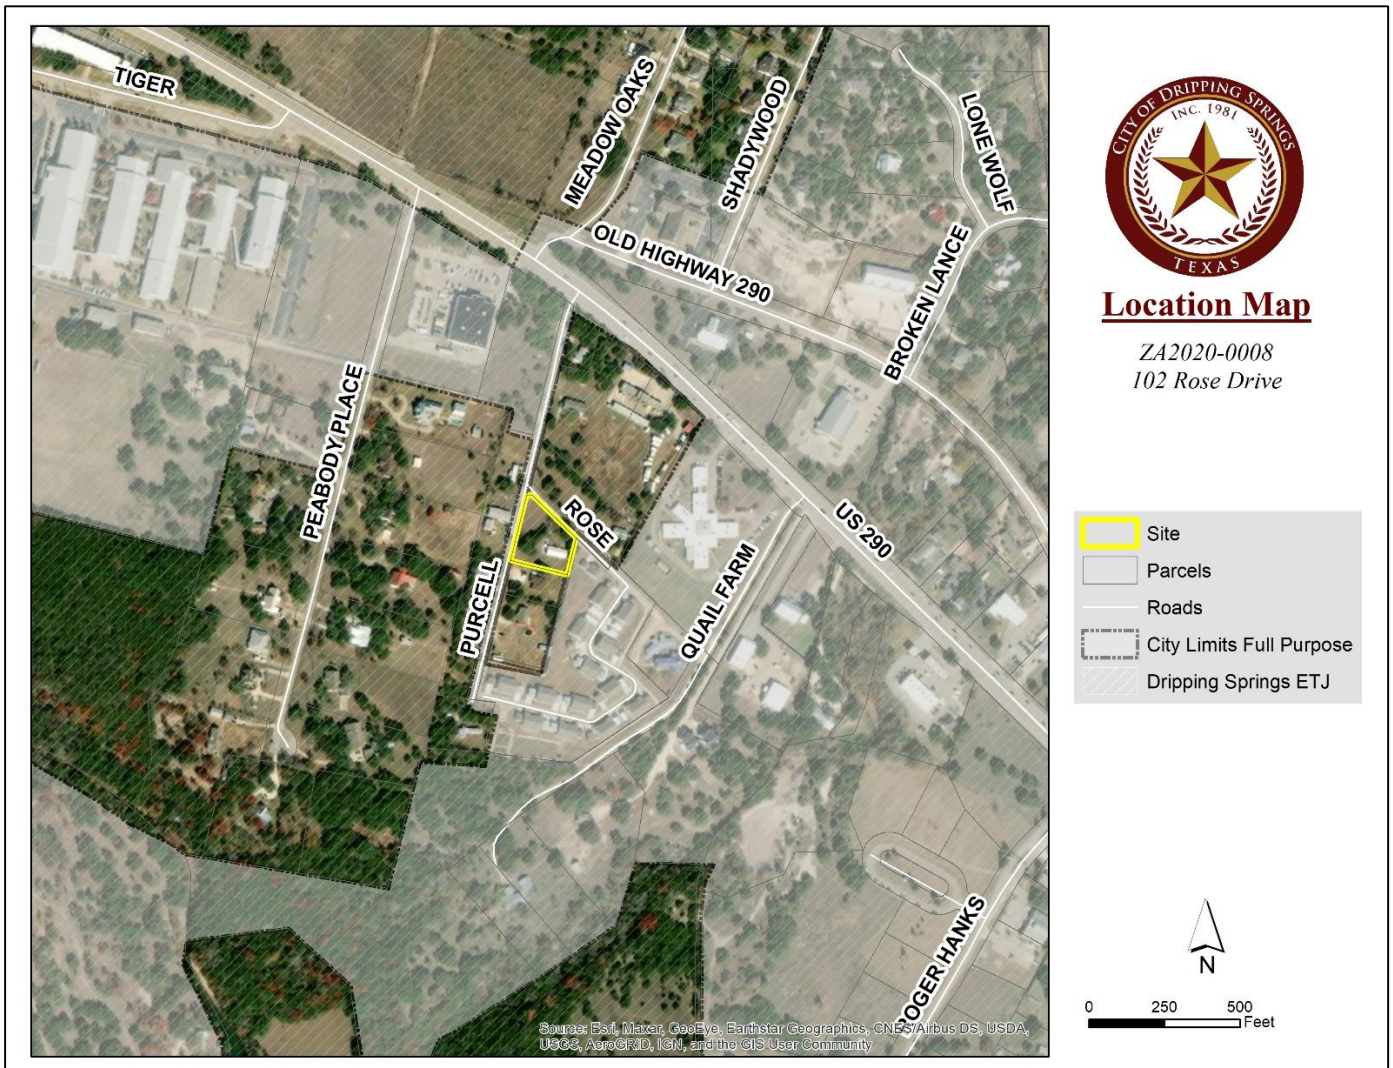 TIGER
MEADOW OAKS
SHADYWOOD
LONE WOLF
OLD HIGHWAY 290
BROKEN LANCE
PEABODY PLACE
ROSE
US 290
PURCELL
QUAIL FARM
ROGER HANKS
Source: Esri, Maxar, GeoEye, Earthstar Geographics, CNES/Airbus DS, USDA,
USGS, AeroGRID, IGN, and the GIS User Community
CITY OF DRIPPING SPRINGS
INC. 1981
TEXAS
Location Map
ZA2020-0008
102 Rose Drive
Site
Parcels
Roads
City Limits Full Purpose
Dripping Springs ETJ
N
0 250 500
Feet